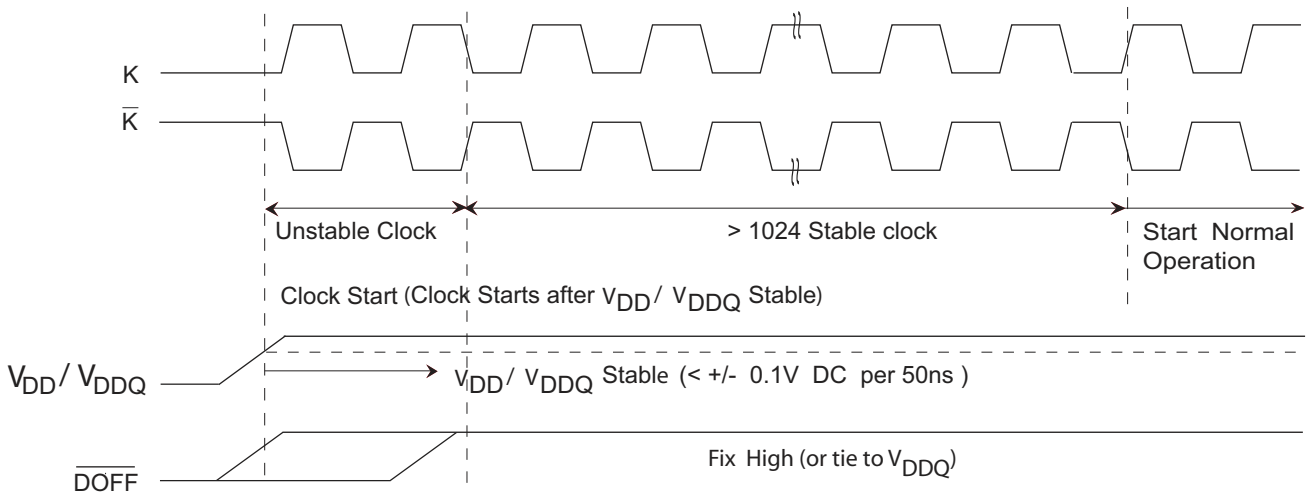 K
K̅
Unstable Clock
> 1024 Stable clock
Start Normal
Operation
Clock Start (Clock Starts after VDD / VDDQ Stable)
VDD / VDDQ
VDD / VDDQ Stable (< +/- 0.1V DC per 50ns )
D̅O̅F̅F̅
Fix High (or tie to VDDQ)